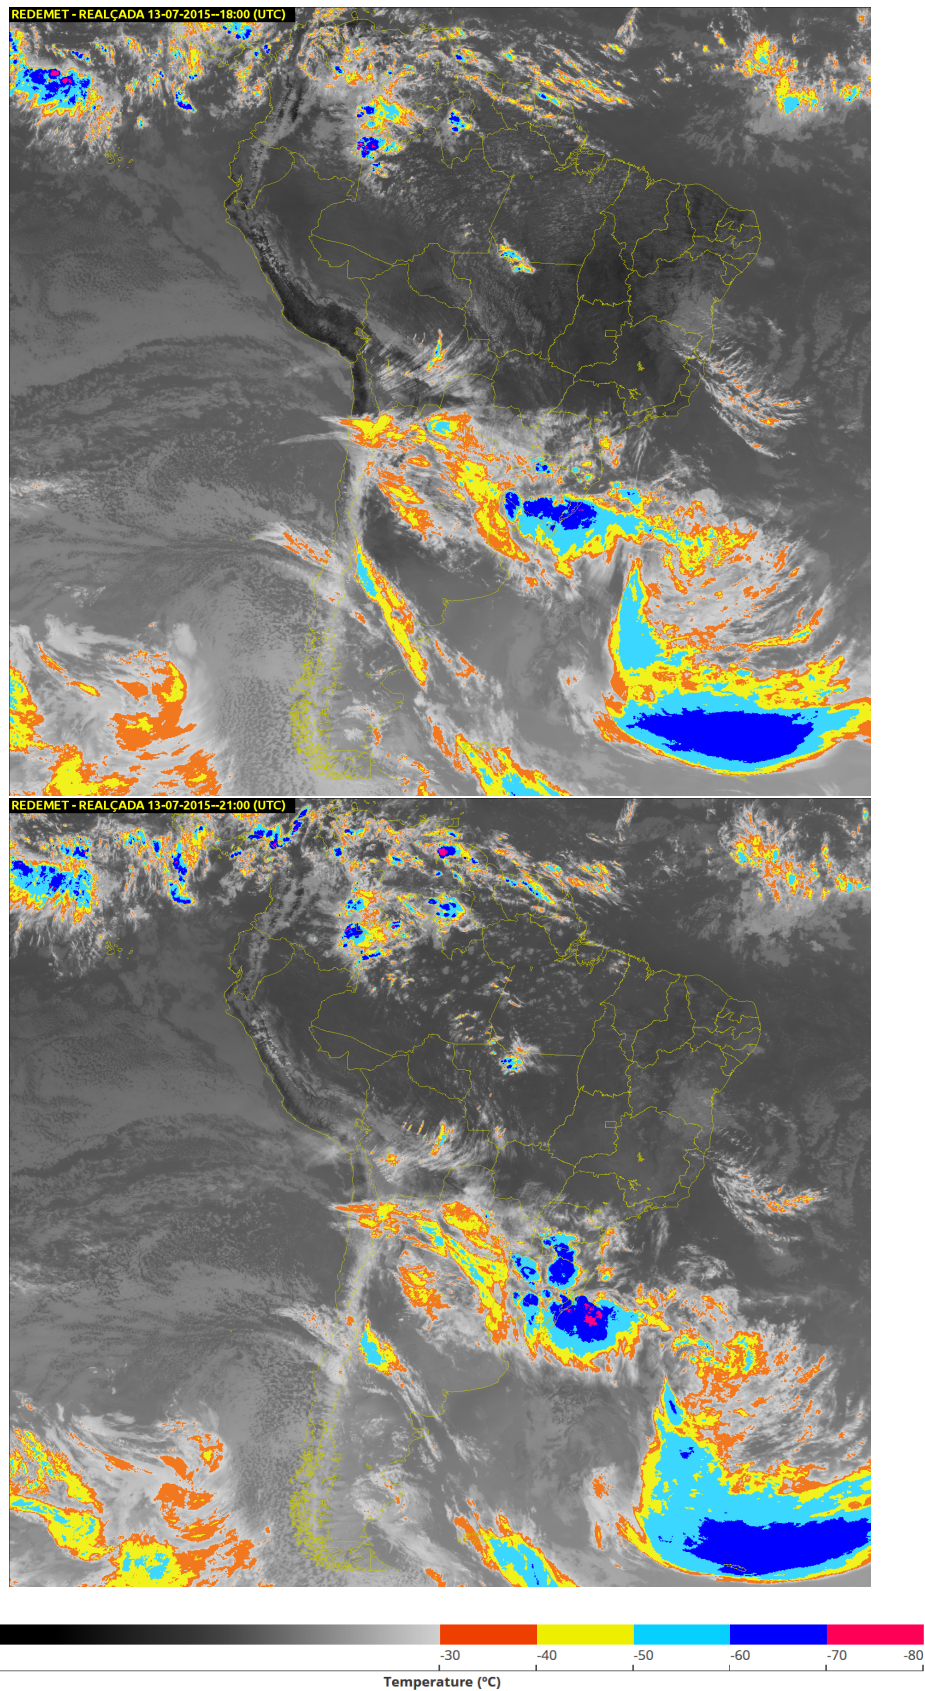 REDEMET - REALÇADA 13-07-2015--18:00 (UTC)
REDEMET - REALÇADA 13-07-2015--21:00 (UTC)
-30 -40 -50 -60 -70 -80
Temperature (ºC)